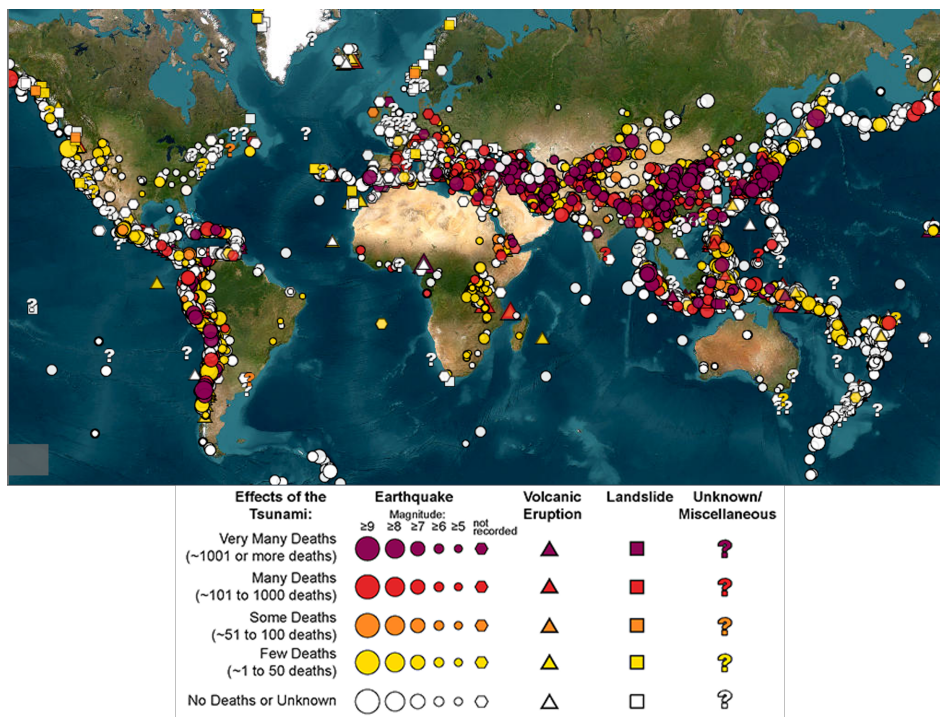 Effects of the Tsunami:
Earthquake
Magnitude:
≥9 ≥8 ≥7 ≥6 ≥5 not recorded
Volcanic Eruption
Landslide
Unknown/ Miscellaneous
Very Many Deaths
(~1001 or more deaths)
?
Many Deaths
(~101 to 1000 deaths)
?
Some Deaths
(~51 to 100 deaths)
?
Few Deaths
(~1 to 50 deaths)
?
No Deaths or Unknown
?